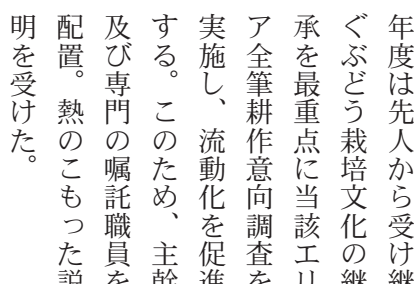 年度は先人から受け継
ぐぶどう栽培文化の継
承を最重点に当該エリ
ア全筆耕作意向調査を
実施し、流動化を促進
する。このため、主幹
及び専門の嘱託職員を
配置。熱のこもった説
明を受けた。